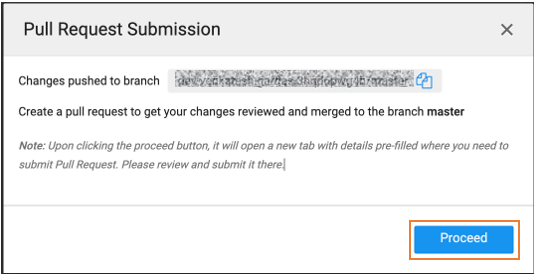 Pull Request Submission
Changes pushed to branch
Create a pull request to get your changes reviewed and merged to the branch master
Note: Upon clicking the proceed button, it will open a new tab with details pre-filled where you need to
submit Pull Request. Please review and submit it there.
Proceed